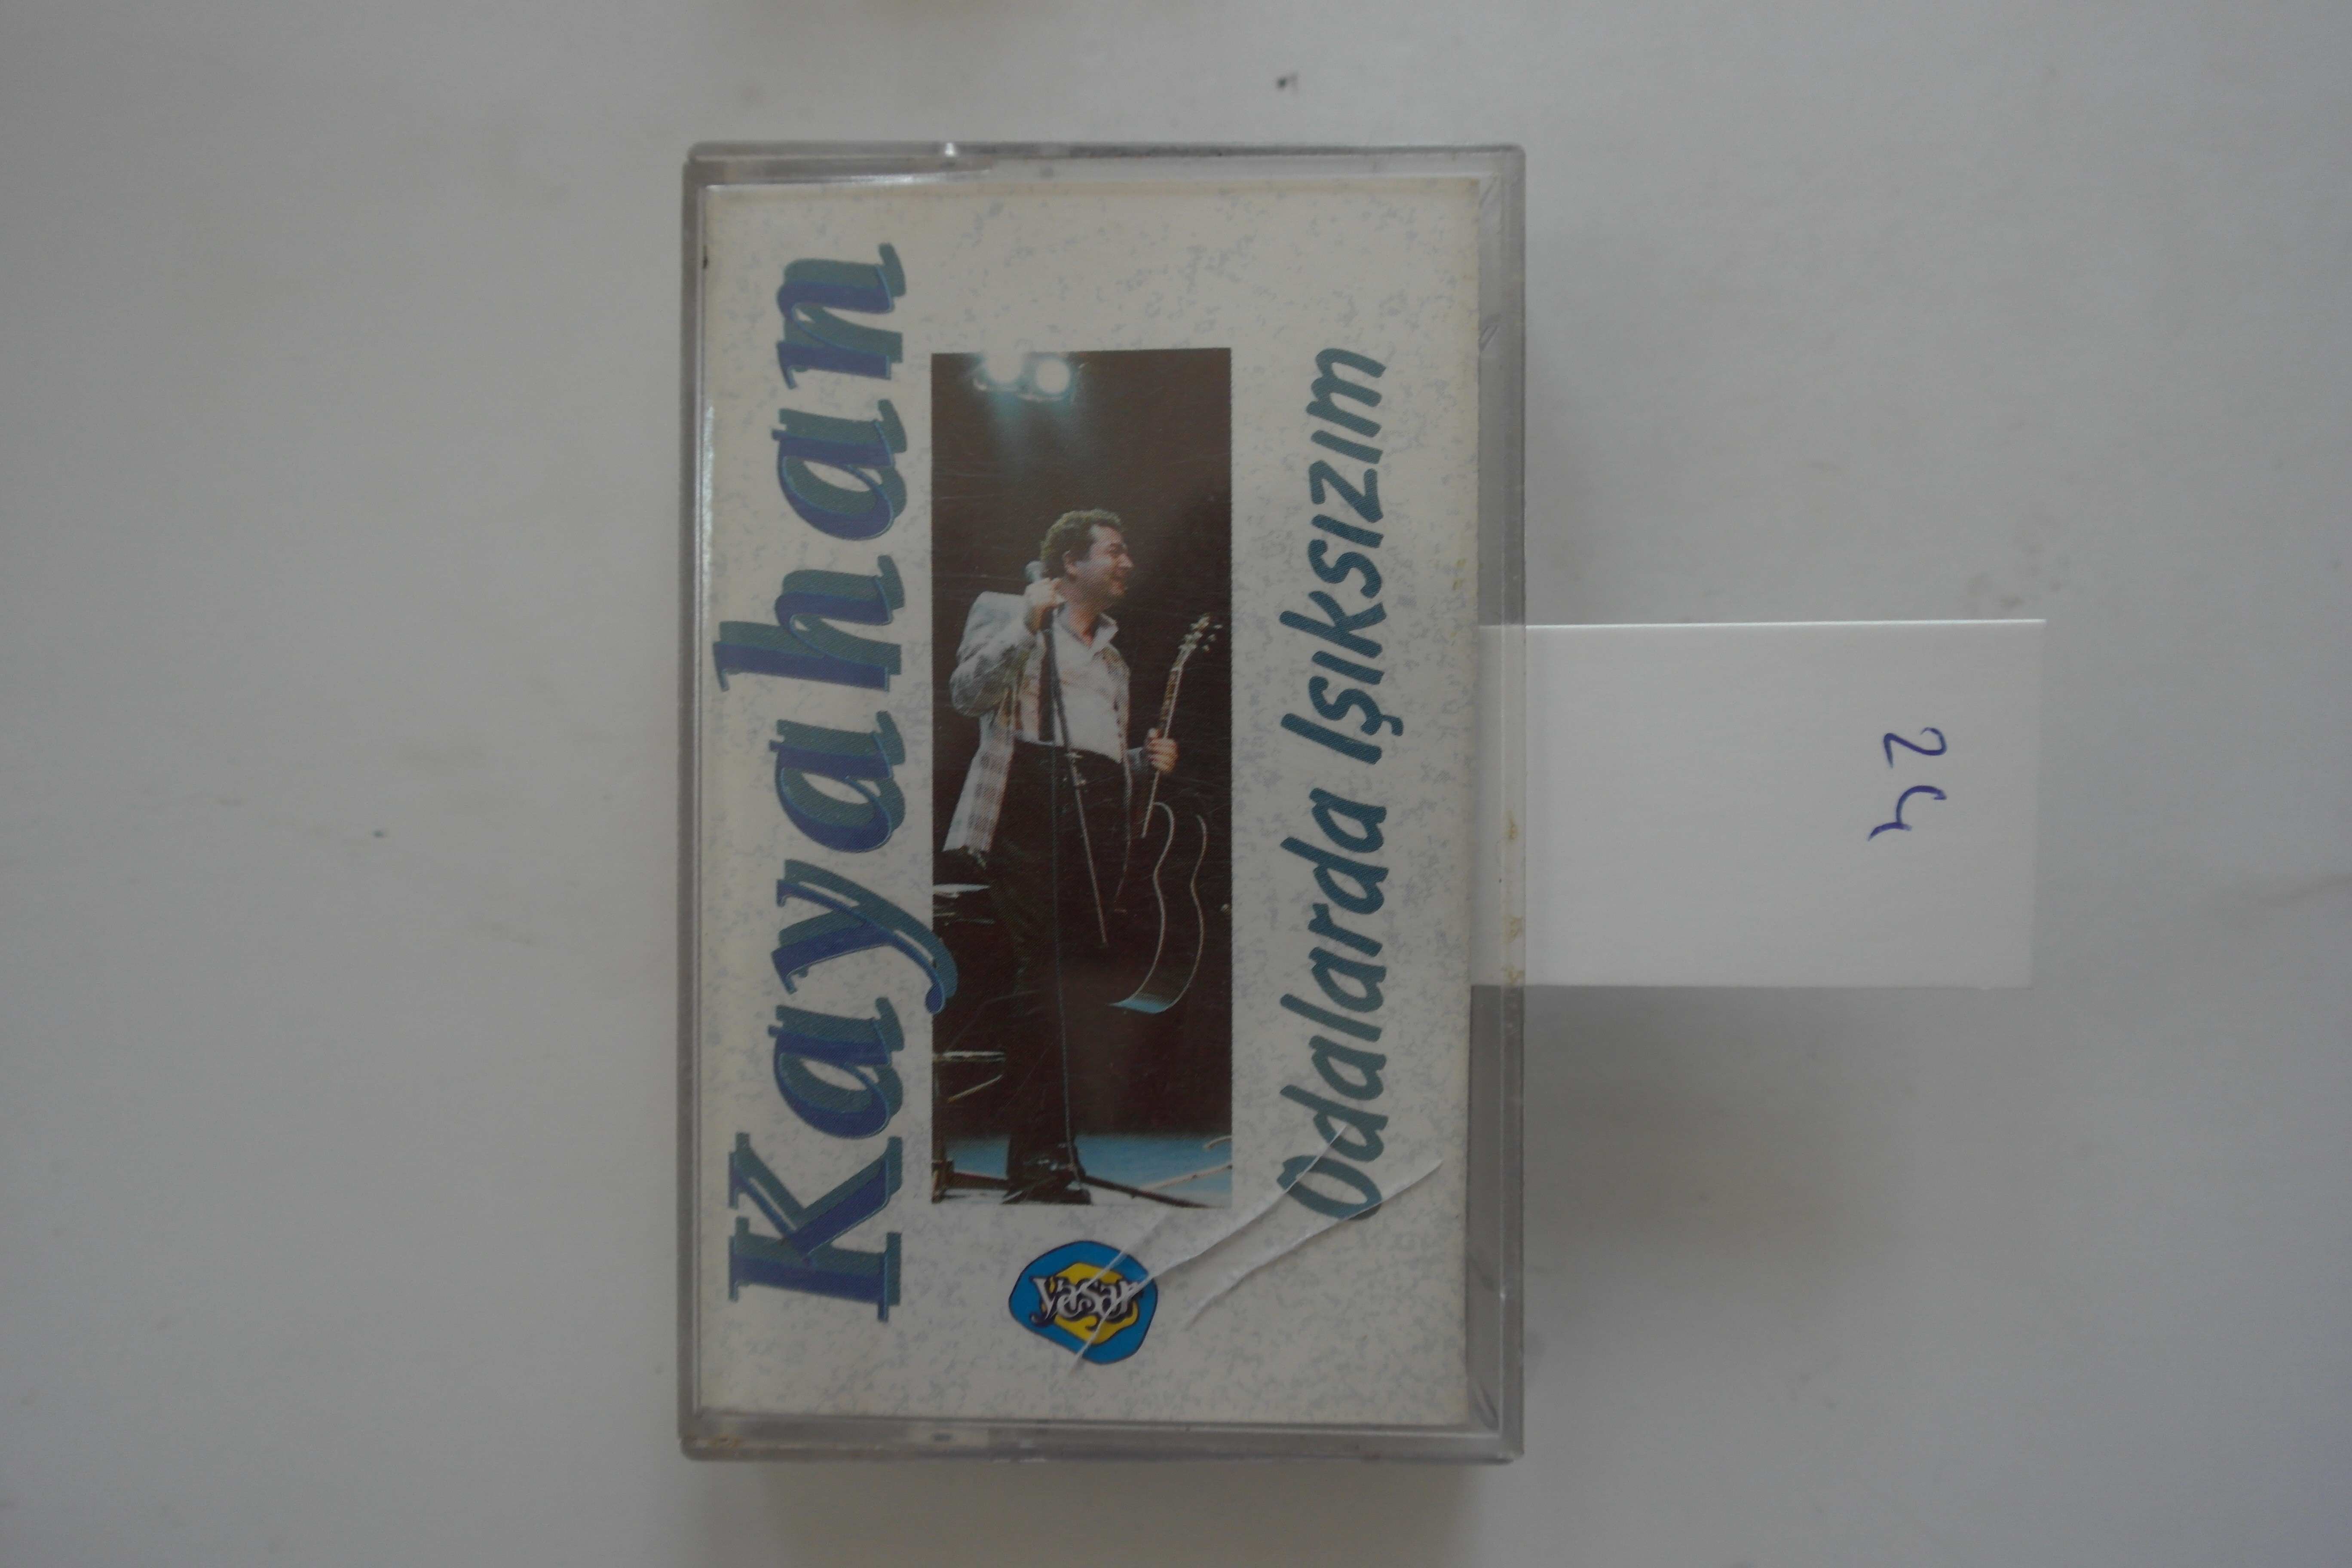 Kayahan
Odalarda Işıksızım
yaşar
24